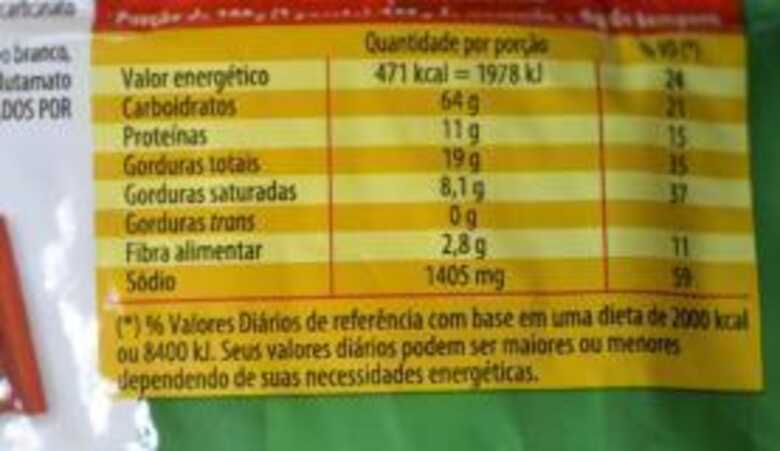 Quantidade por porção % VD (*)
Valor energético 471 kcal = 1978 kJ 24
Carboidratos 64 g 21
Proteínas 11 g 15
Gorduras totais 19 g 35
Gorduras saturadas 8,1 g 37
Gorduras trans 0 g
Fibra alimentar 2,8 g 11
Sódio 1405 mg 59
(*) % Valores Diários de referência com base em uma dieta de 2000 kcal
ou 8400 kJ. Seus valores diários podem ser maiores ou menores
dependendo de suas necessidades energéticas.
branco,
DOS POR